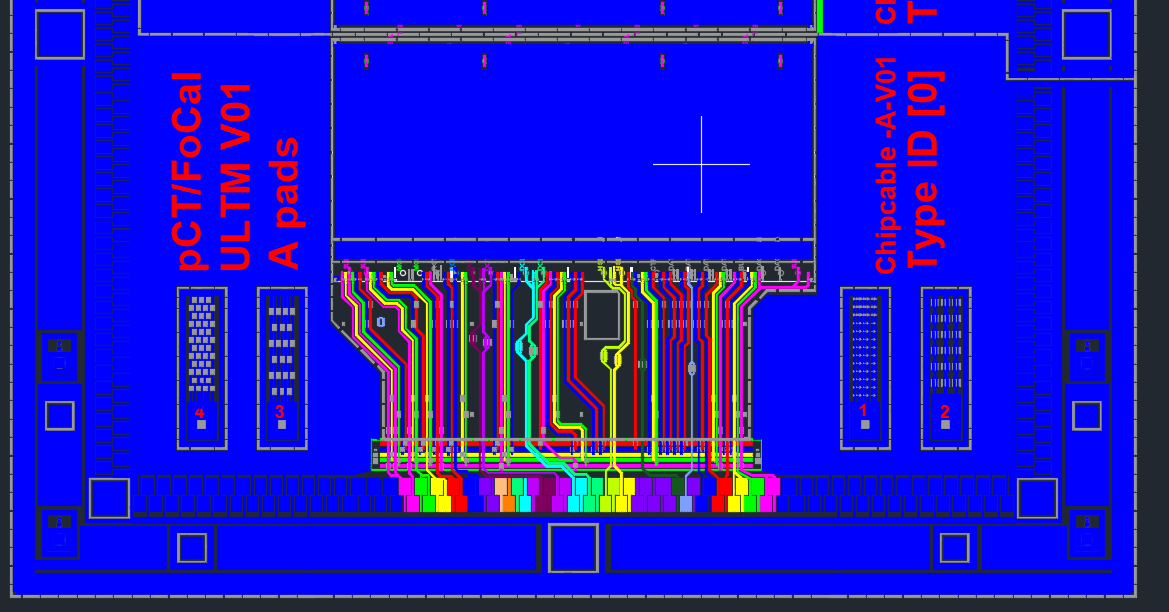 pCT/FoCal
ULTM V01
A pads
Chipcable -A-V01
Type ID [0]
4
3
1
2